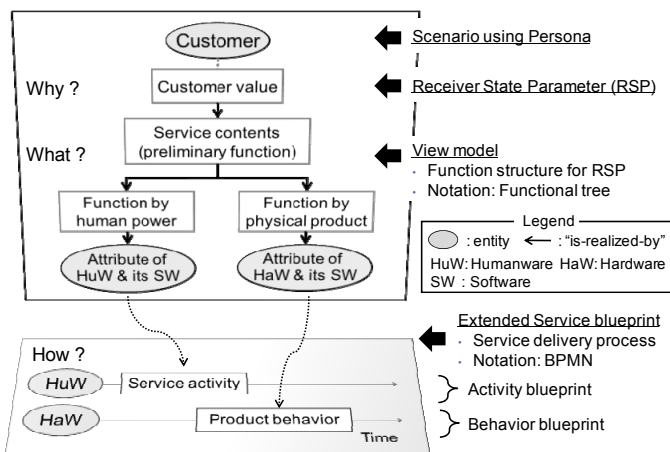 Customer
Scenario using Persona
Why ?
Customer value
Receiver State Parameter (RSP)
What ?
Service contents
(preliminary function)
View model
· Function structure for RSP
· Notation: Functional tree
Function by
human power
Function by
physical product
Attribute of
HuW & its SW
Attribute of
HaW & its SW
Legend
: entity
: “is-realized-by”
HuW: Humanware HaW: Hardware
SW : Software
Extended Service blueprint
· Service delivery process
· Notation: BPMN
How ?
HuW
Service activity
Activity blueprint
HaW
Product behavior
Behavior blueprint
Time